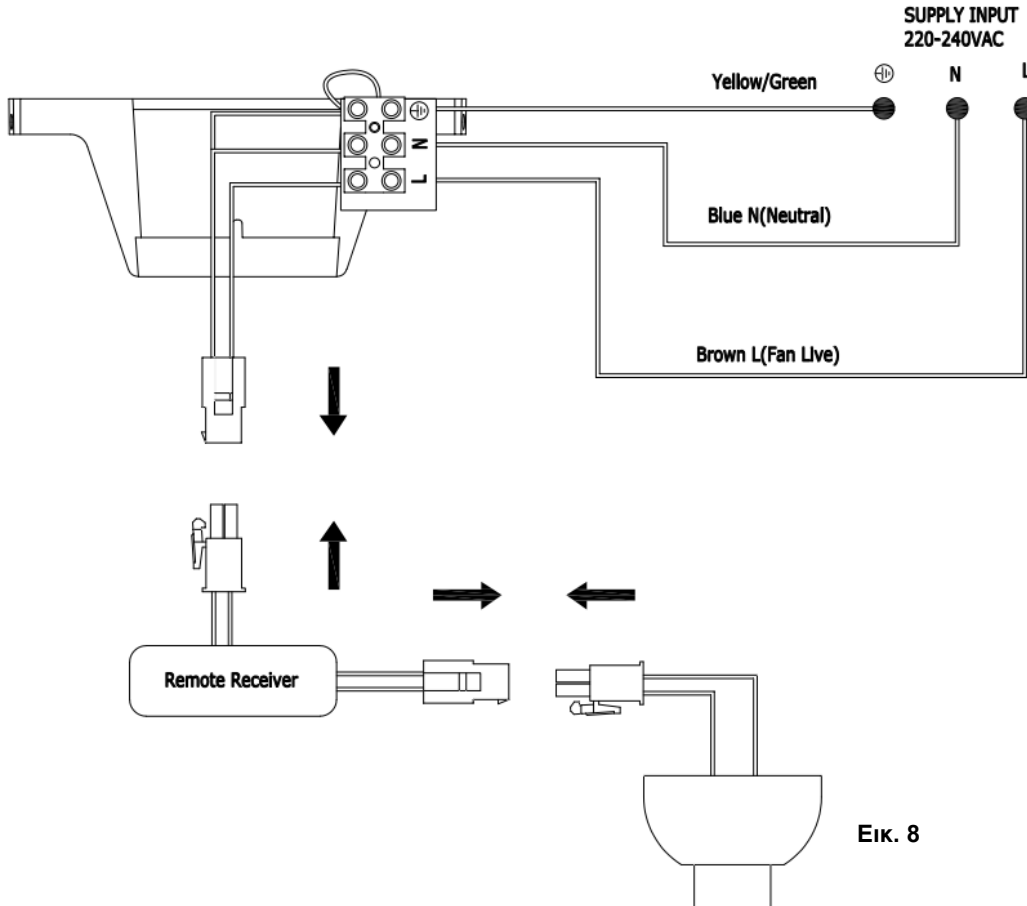 SUPPLY INPUT
220-240VAC
Yellow/Green
N
L
N
L
Blue N(Neutral)
Brown L(Fan Live)
Remote Receiver
Εικ. 8